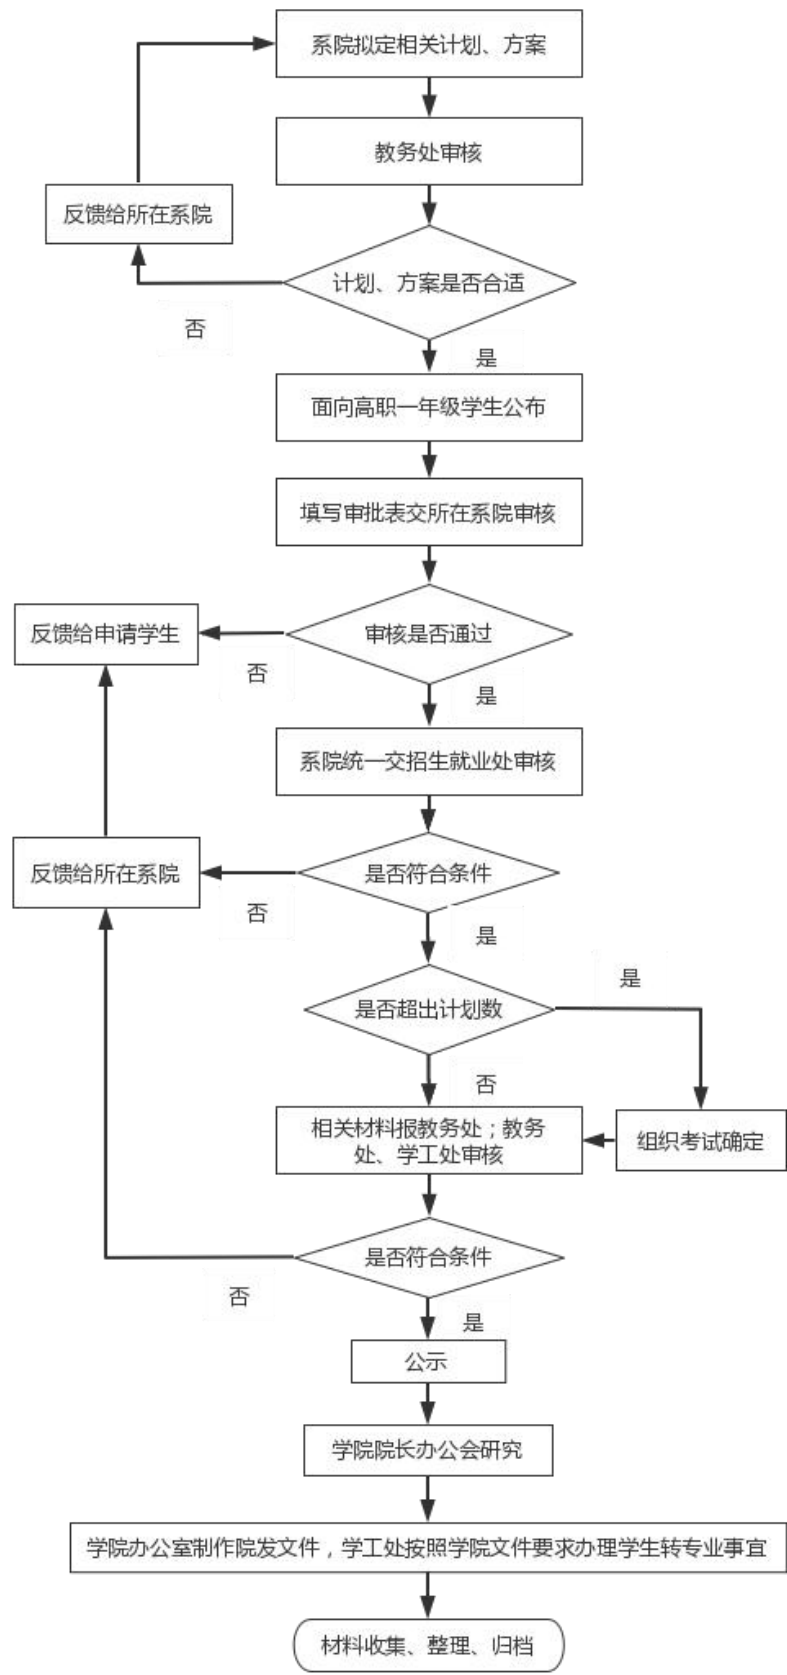 系院拟定相关计划、方案
教务处审核
反馈给所在系院
计划、方案是否合适
否
是
面向高职一年级学生公布
填写审批表交所在系院审核
反馈给申请学生
审核是否通过
否
是
系院统一交招生就业处审核
反馈给所在系院
是否符合条件
否
是
是
是否超出计划数
否
相关材料报教务处；教务
处、学工处审核
组织考试确定
是否符合条件
否
是
公示
学院院长办公会研究
学院办公室制作院发文件，学工处按照学院文件要求办理学生转专业事宜
材料收集、整理、归档